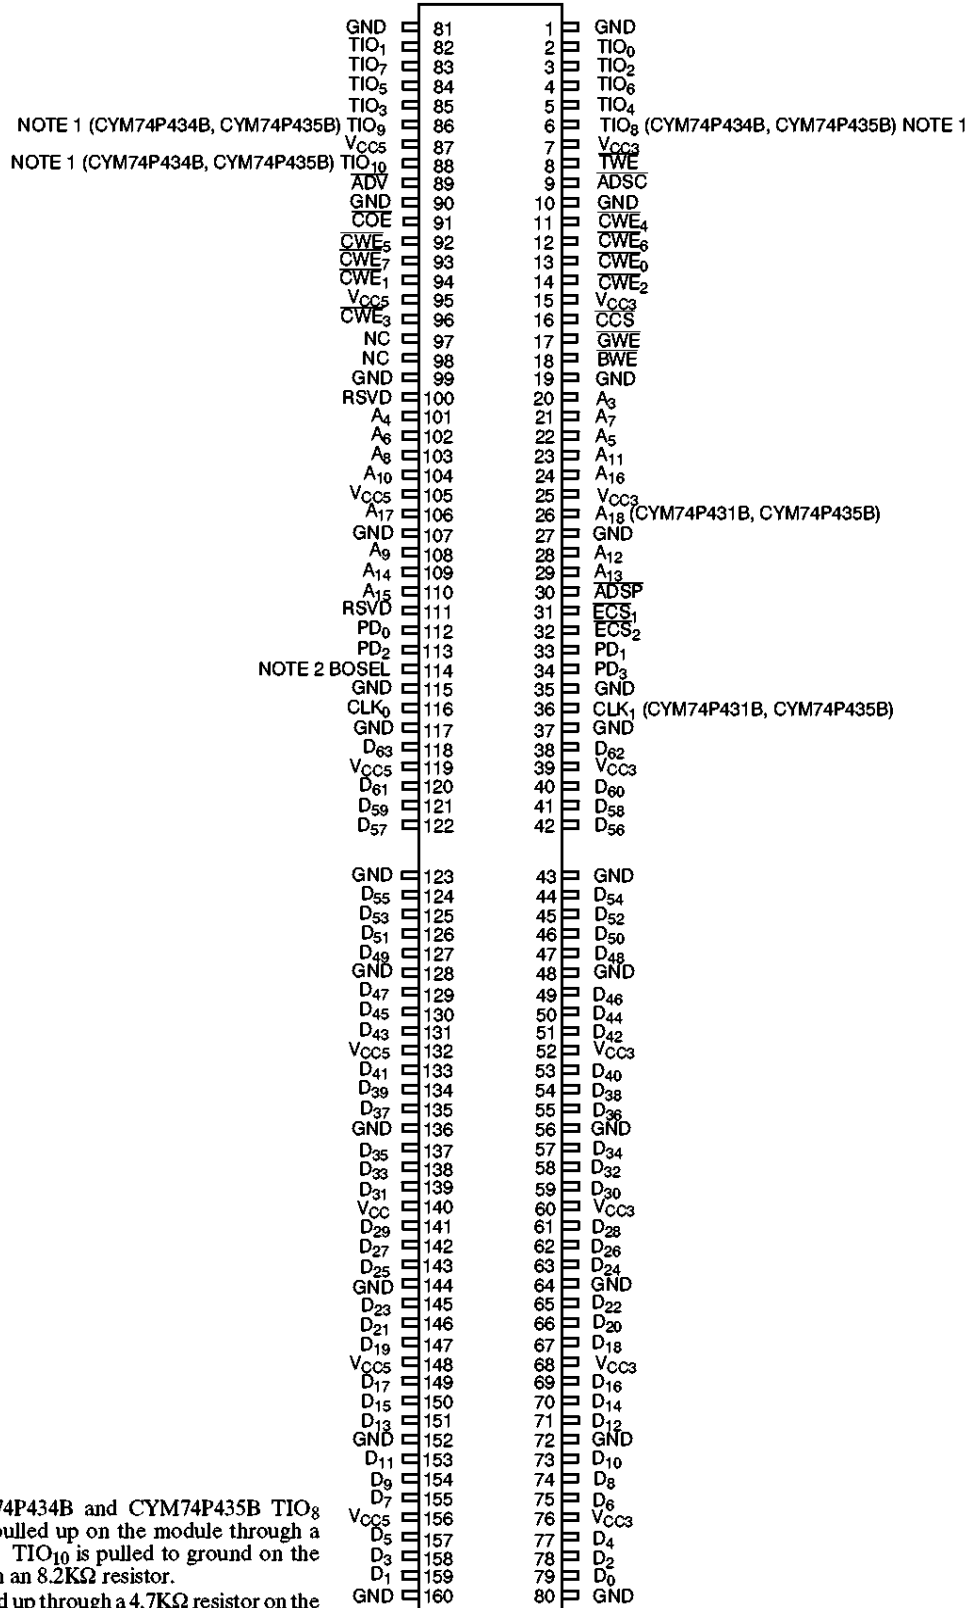 GND 81 1 GND
TIO1 82 2 TIO0
TIO7 83 3 TIO2
TIO5 84 4 TIO6
TIO3 85 5 TIO4
NOTE 1 (CYM74P434B, CYM74P435B) TIO9 86 6 TIO8 (CYM74P434B, CYM74P435B) NOTE 1
VCC5 87 7 VCC3
NOTE 1 (CYM74P434B, CYM74P435B) TIO10 88 8 TWE
ADV 89 9 ADSC
GND 90 10 GND
COE 91 11 CWE4
CWE5 92 12 CWE6
CWE7 93 13 CWE0
CWE1 94 14 CWE2
VCC5 95 15 VCC3
CWE3 96 16 CCS
NC 97 17 GWE
NC 98 18 BWE
GND 99 19 GND
RSVD 100 20 A3
A4 101 21 A7
A6 102 22 A5
A8 103 23 A11
A10 104 24 A16
VCC5 105 25 VCC3
A17 106 26 A18 (CYM74P431B, CYM74P435B)
GND 107 27 GND
A9 108 28 A12
A14 109 29 A13
A15 110 30 ADSP
RSVD 111 31 ECS1
PD0 112 32 ECS2
PD2 113 33 PD1
NOTE 2 BOSEL 114 34 PD3
GND 115 35 GND
CLK0 116 36 CLK1 (CYM74P431B, CYM74P435B)
GND 117 37 GND
D63 118 38 D62
VCC5 119 39 VCC3
D61 120 40 D60
D59 121 41 D58
D57 122 42 D56
GND 123 43 GND
D55 124 44 D54
D53 125 45 D52
D51 126 46 D50
D49 127 47 D48
GND 128 48 GND
D47 129 49 D46
D45 130 50 D44
D43 131 51 D42
VCC5 132 52 VCC3
D41 133 53 D40
D39 134 54 D38
D37 135 55 D36
GND 136 56 GND
D35 137 57 D34
D33 138 58 D32
D31 139 59 D30
VCC 140 60 VCC3
D29 141 61 D28
D27 142 62 D26
D25 143 63 D24
GND 144 64 GND
D23 145 65 D22
D21 146 66 D20
D19 147 67 D18
VCC5 148 68 VCC3
D17 149 69 D16
D15 150 70 D14
D13 151 71 D12
GND 152 72 GND
D11 153 73 D10
D9 154 74 D8
D7 155 75 D6
VCC5 156 76 VCC3
D5 157 77 D4
D3 158 78 D2
D1 159 79 D0
GND 160 80 GND
74P434B and CYM74P435B TIO8
pulled up on the module through a
TIO10 is pulled to ground on the
an 8.2KΩ resistor.
up through a 4.7KΩ resistor on the